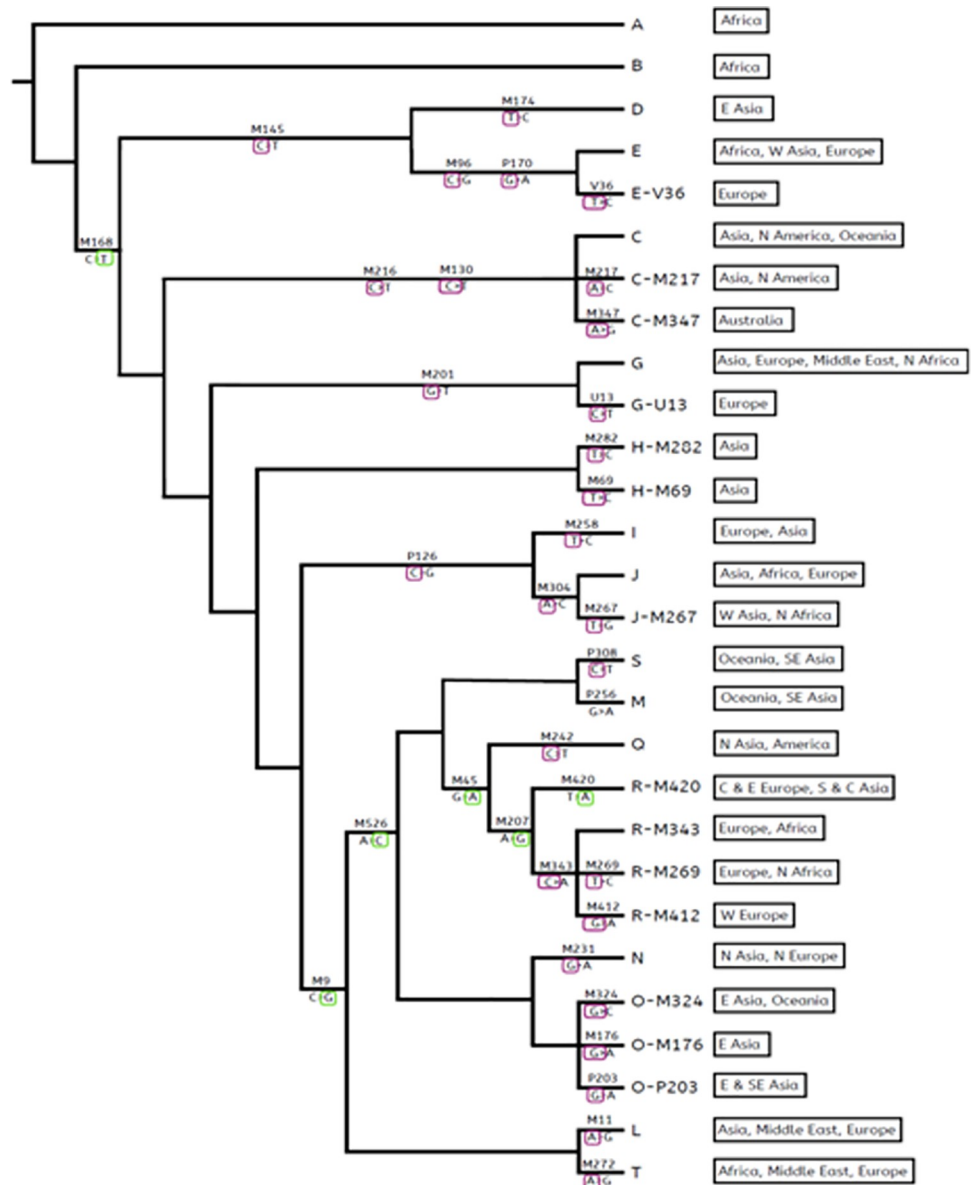 A Africa
B Africa
M174
D E Asia
T>C
M145
C>T
E Africa, W Asia, Europe
M96 P170
C>G G>A
V36
E-V36 Europe
T>C
C Asia, N America, Oceania
M168
C>T
M216 M130
C>T C>T
M217
C-M217 Asia, N America
A>C
M347
C-M347 Australia
A>G
G Asia, Europe, Middle East, N Africa
M201
G>T
U13
G-U13 Europe
C>T
M282
H-M282 Asia
T>C
M69
H-M69 Asia
T>C
M258
I Europe, Asia
T>C
P126
C>G
J Asia, Africa, Europe
M304
A>C
M267
J-M267 W Asia, N Africa
T>G
P308
S Oceania, SE Asia
C>T
P256
M Oceania, SE Asia
G>A
M242
Q N Asia, America
C>T
M45 M420
R-M420 C & E Europe, S & C Asia
G>A T>A
M526 M207
A>C A>G
R-M343 Europe, Africa
M343 M269
R-M269 Europe, N Africa
C>A T>C
M412
R-M412 W Europe
G>A
M231
N N Asia, N Europe
G>A
M9
C>G
M324
O-M324 E Asia, Oceania
G>C
M176
O-M176 E Asia
G>A
P203
O-P203 E & SE Asia
G>A
M11
L Asia, Middle East, Europe
A>G
M272
T Africa, Middle East, Europe
A>G